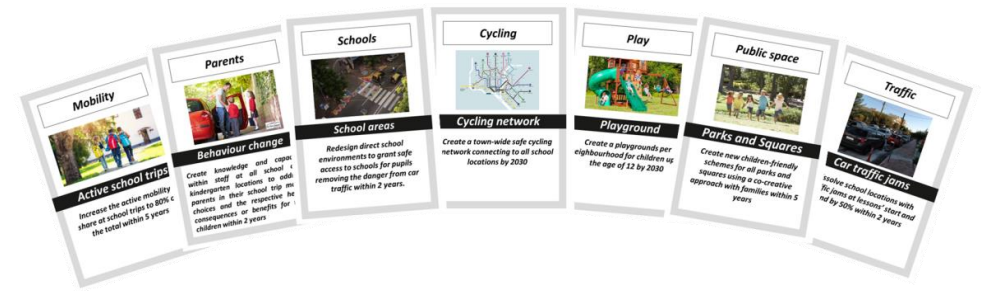 Mobility
Active school trips
Increase the active mobility
share at school trips to 80%
the total within 5 years
Parents
Behaviour change
Create knowledge and
within staff at all school
kindergarten locations to
parents in their school trip
choices and the respective
consequences or benefits for
children within 2 years
Schools
School areas
Redesign direct school
environments to grant safe
access to schools for pupils
removing the danger from car
traffic within 2 years.
Cycling
Cycling network
Create a town-wide safe cycling
network connecting to all school
locations by 2030
Play
Playground
Create a playgrounds per
eighbourhood for children
the age of 12 by 2030
Public space
Parks and Squares
Create new children-friendly
schemes for all parks and
squares using a co-creative
approach with families within 5
years
Traffic
Car traffic jams
school locations with
jams at lessons' start and
by 50% within 2 years